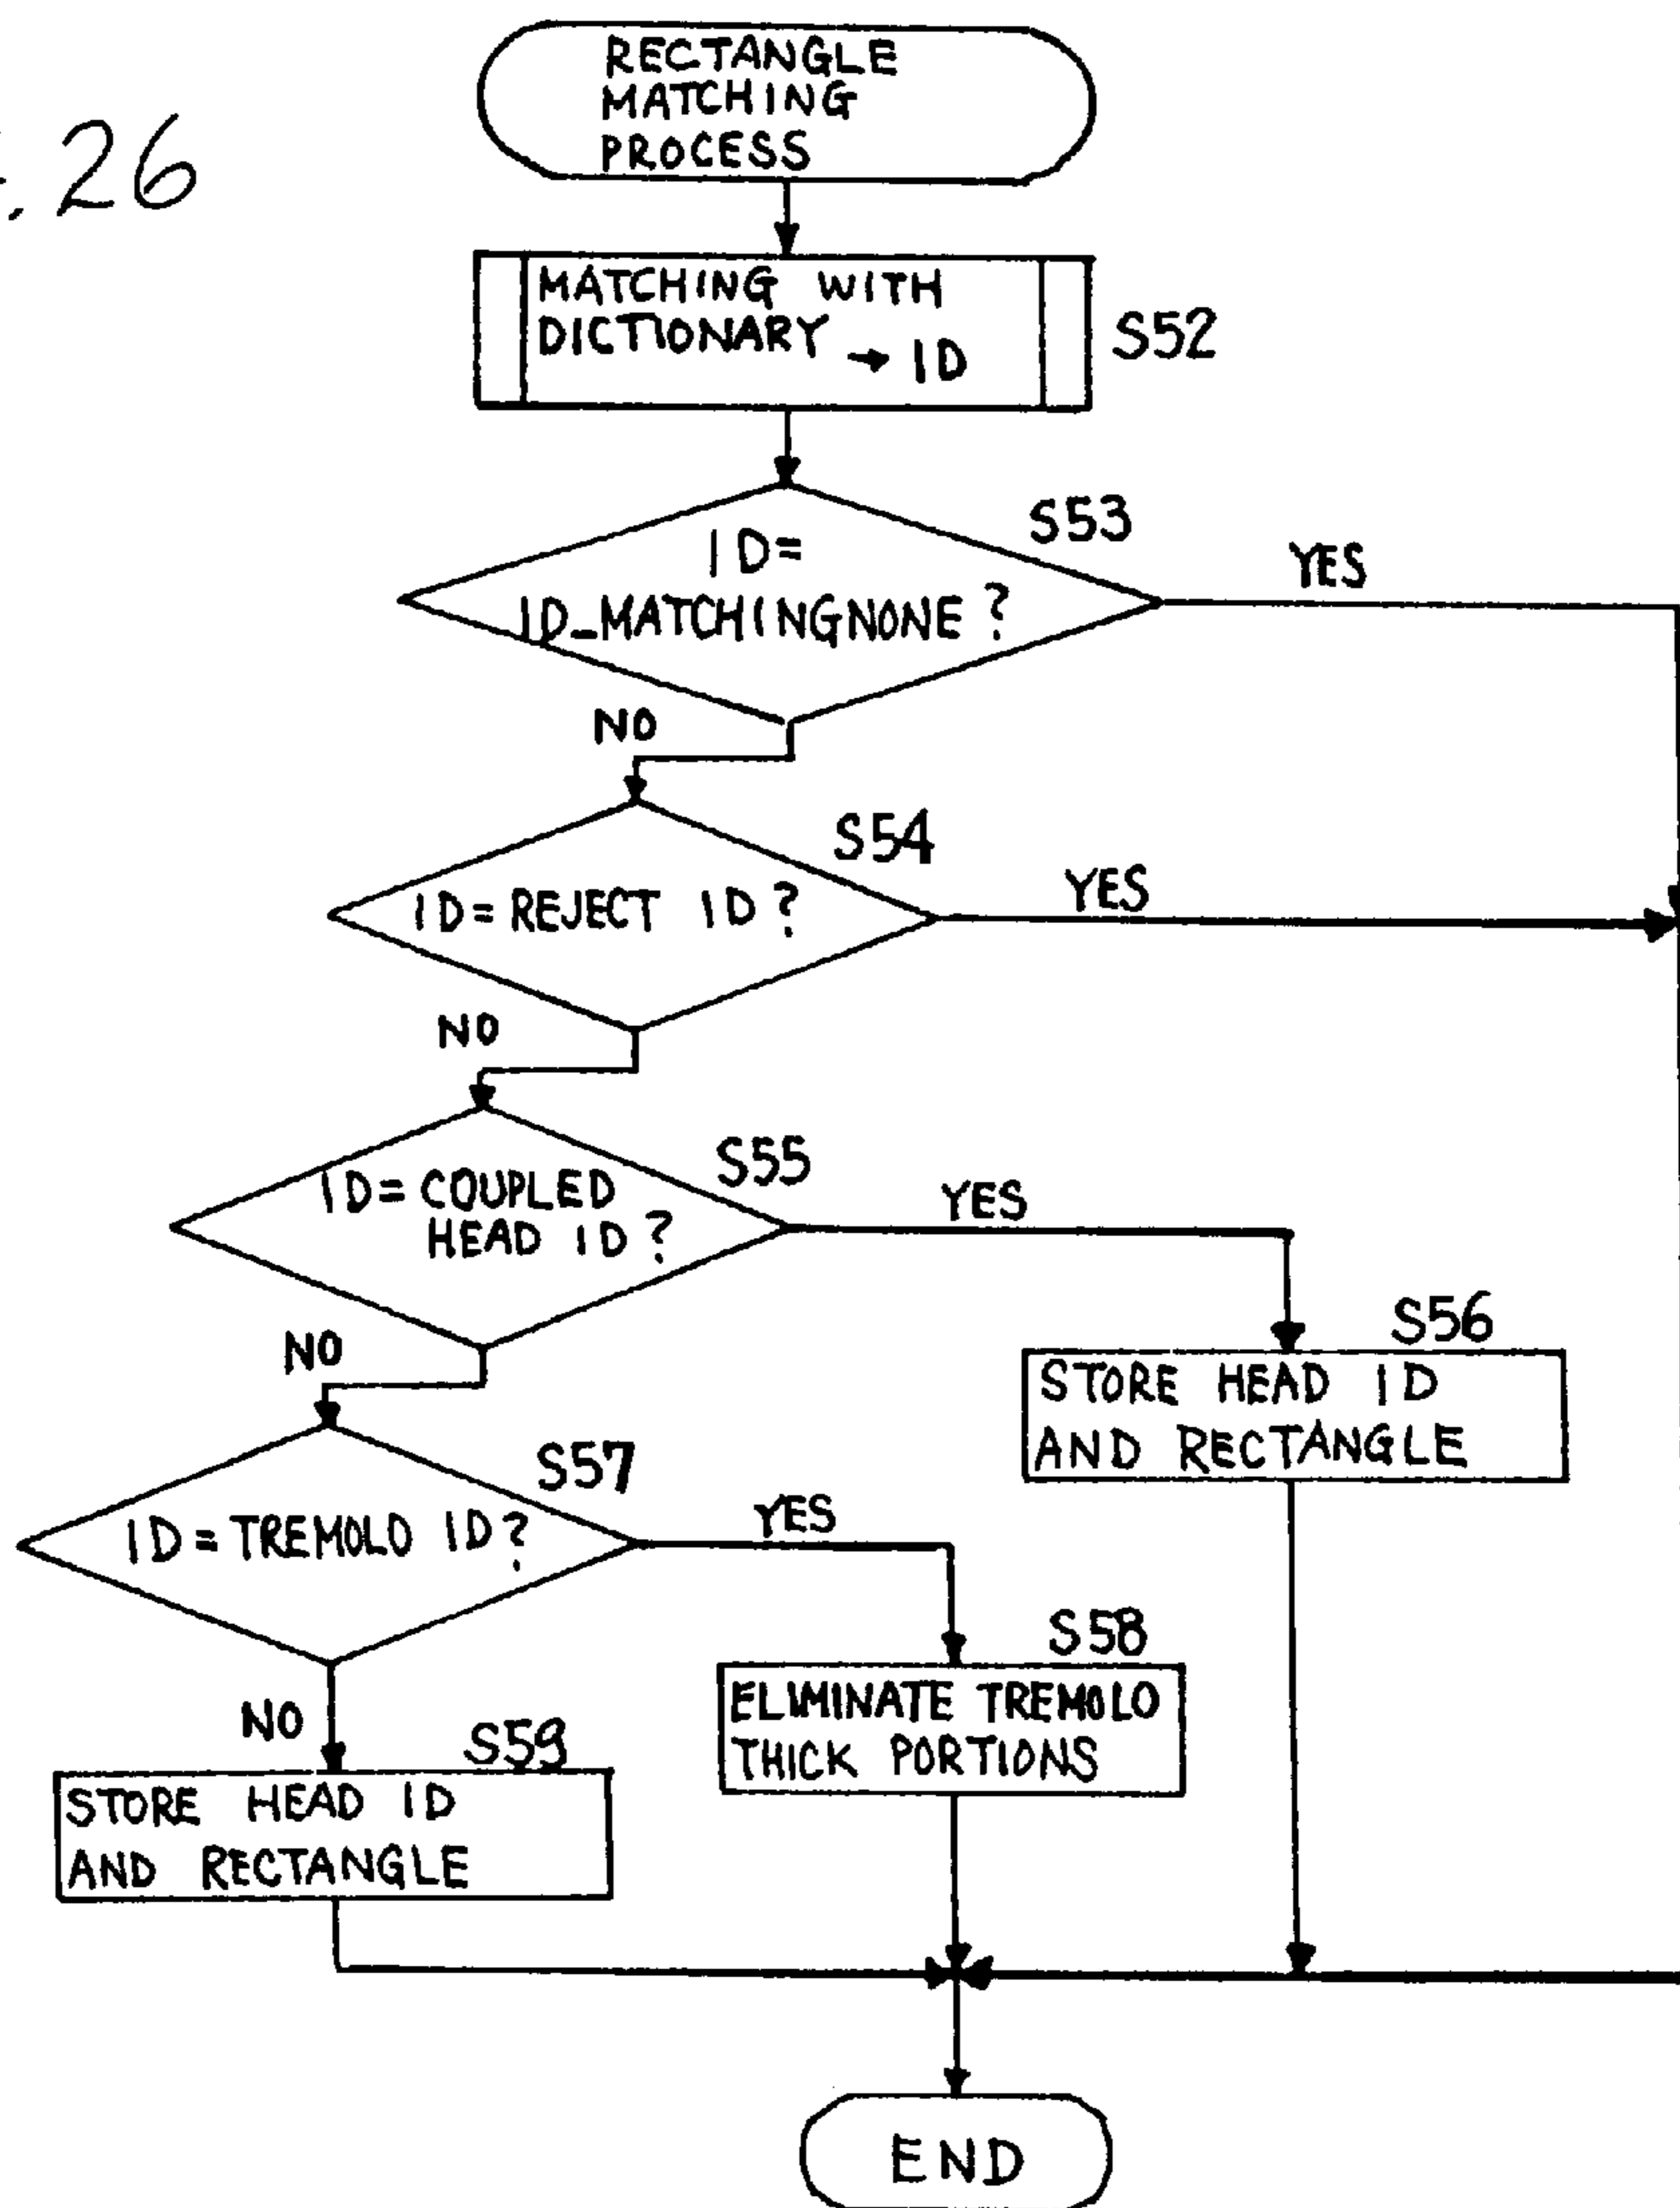 . 26
RECTANGLE
MATCHING
PROCESS
MATCHING WITH
DICTIONARY → ID
S52
S53
ID=
ID_MATCHINGNONE ?
YES
NO
S54
ID= REJECT ID ?
YES
NO
S55
ID= COUPLED
HEAD ID ?
YES
NO
S56
STORE HEAD ID
AND RECTANGLE
S57
ID = TREMOLO ID ?
YES
NO
S58
ELIMINATE TREMOLO
THICK PORTIONS
S59
STORE HEAD ID
AND RECTANGLE
END